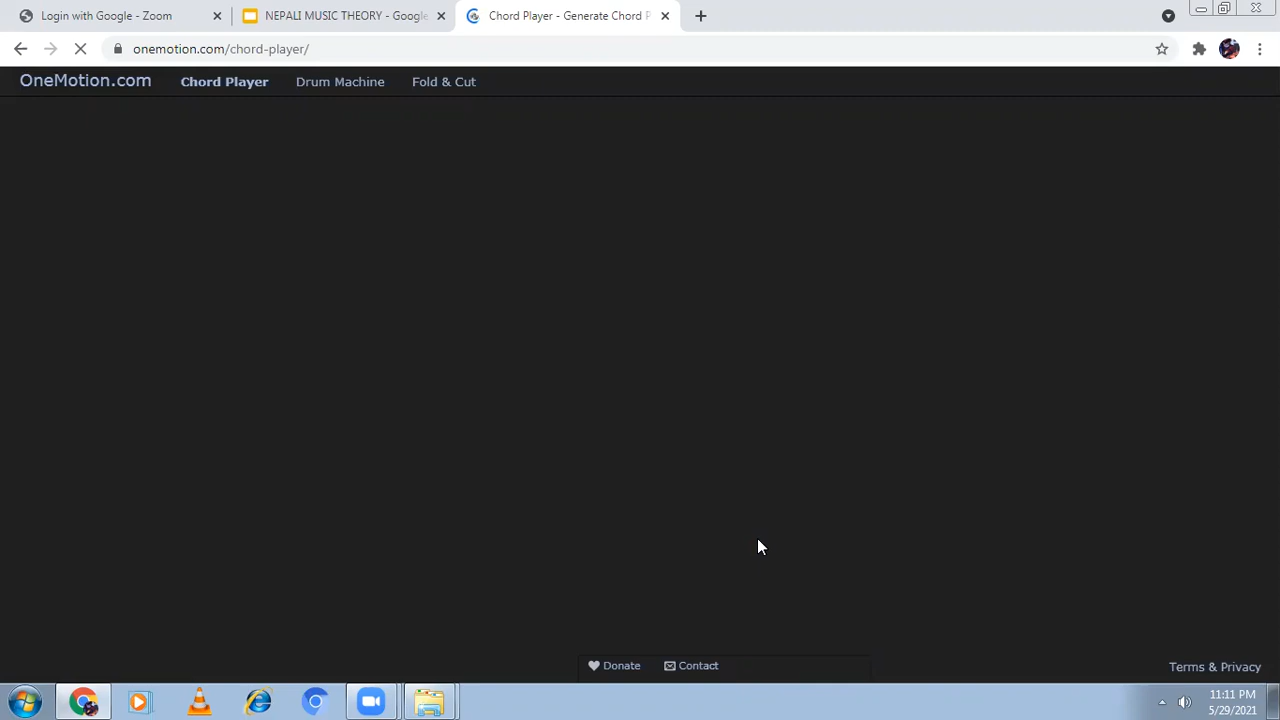 Login with Google - Zoom
NEPALI MUSIC THEORY - Google
Chord Player - Generate Chord P
onemotion.com/chord-player/
OneMotion.com Chord Player Drum Machine Fold & Cut
Donate Contact
Terms & Privacy
11:11 PM
5/29/2021